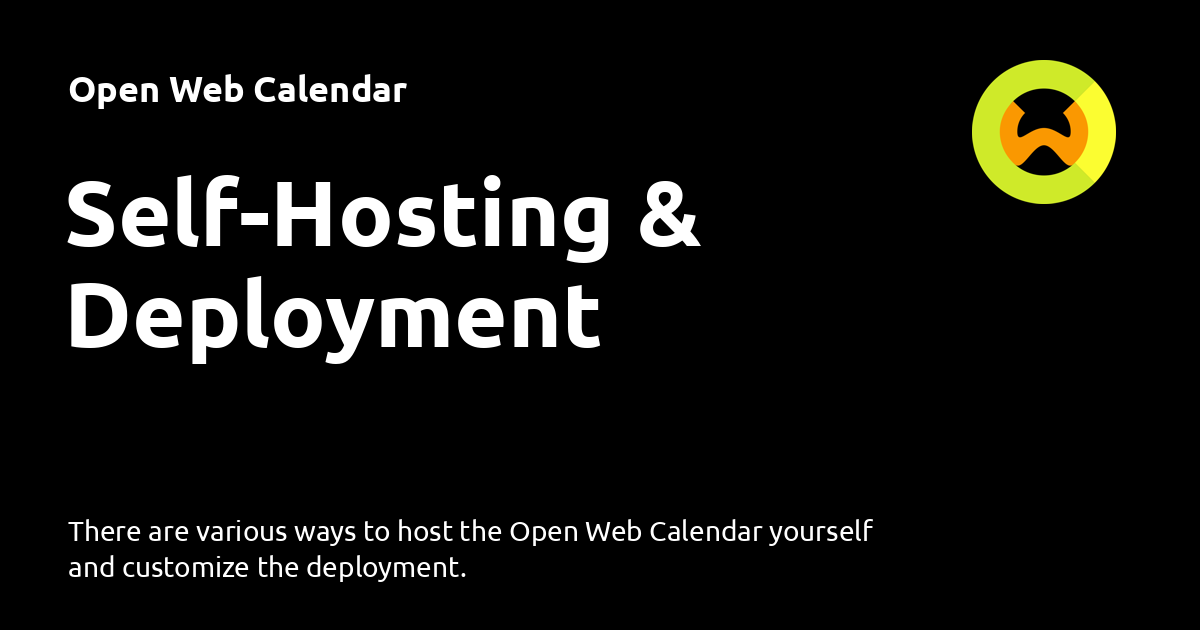 Open Web Calendar
Self-Hosting &
Deployment
There are various ways to host the Open Web Calendar yourself
and customize the deployment.